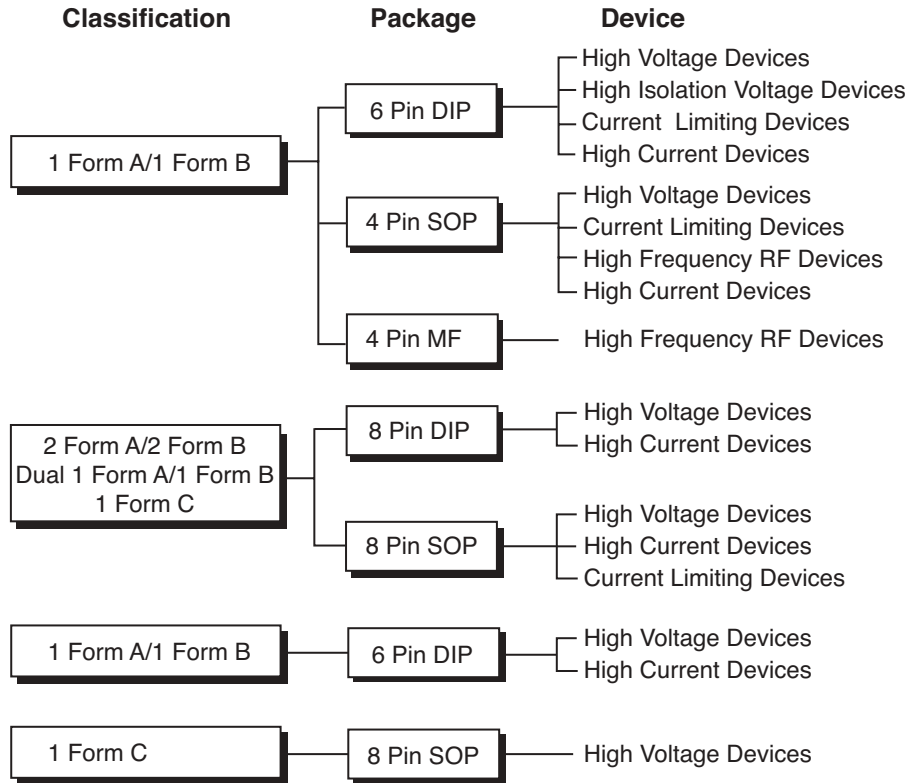 Classification Package Device
1 Form A/1 Form B
6 Pin DIP
High Voltage Devices
High Isolation Voltage Devices
Current Limiting Devices
High Current Devices
4 Pin SOP
High Voltage Devices
Current Limiting Devices
High Frequency RF Devices
High Current Devices
4 Pin MF
High Frequency RF Devices
2 Form A/2 Form B
Dual 1 Form A/1 Form B
1 Form C
8 Pin DIP
High Voltage Devices
High Current Devices
8 Pin SOP
High Voltage Devices
High Current Devices
Current Limiting Devices
1 Form A/1 Form B
6 Pin DIP
High Voltage Devices
High Current Devices
1 Form C
8 Pin SOP
High Voltage Devices